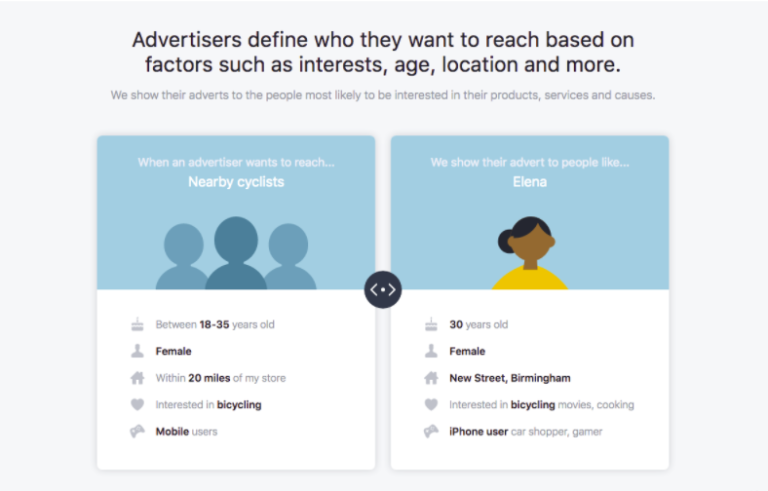 Advertisers define who they want to reach based on
factors such as interests, age, location and more.
We show their adverts to the people most likely to be interested in their products, services and causes.
When an advertiser wants to reach...
Nearby cyclists
Between 18-35 years old
Female
Within 20 miles of my store
Interested in bicycling
Mobile users
We show their advert to people like...
Elena
30 years old
Female
New Street, Birmingham
Interested in bicycling movies, cooking
iPhone user car shopper, gamer